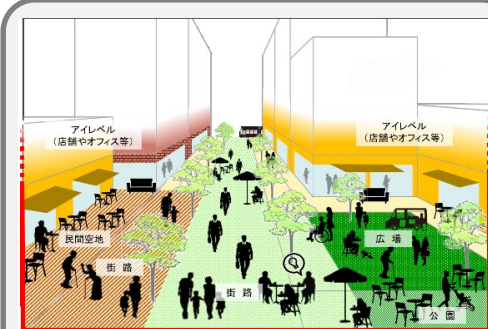 アイレベル
（店舗やオフィス等）
アイレベル
（店舗やオフィス等）
民間空地
広 場
街 路
街 路
公 園